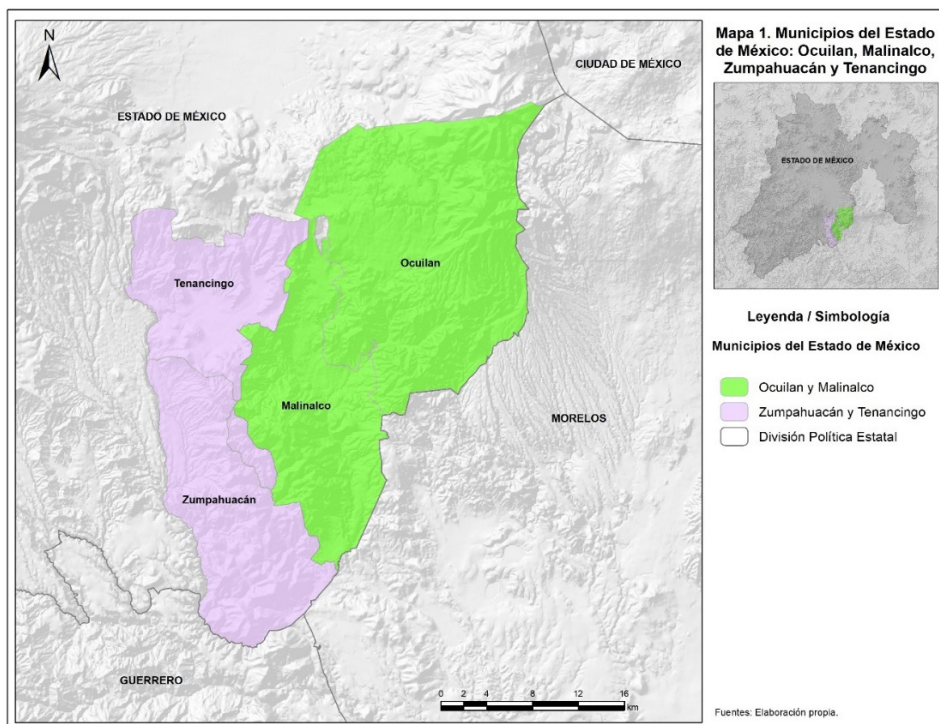 N
CIUDAD DE MÉXICO
ESTADO DE MÉXICO
Ocuilan
Tenancingo
Malinalco
MORELOS
Zumpahuacán
GUERRERO
0 2 4 8 12 16
km
Mapa 1. Municipios del Estado
de México: Ocuilan, Malinalco,
Zumpahuacán y Tenancingo
ESTADO DE MÉXICO
Leyenda / Simbología
Municipios del Estado de México
Ocuilan y Malinalco
Zumpahuacán y Tenancingo
División Política Estatal
Fuentes: Elaboración propia.